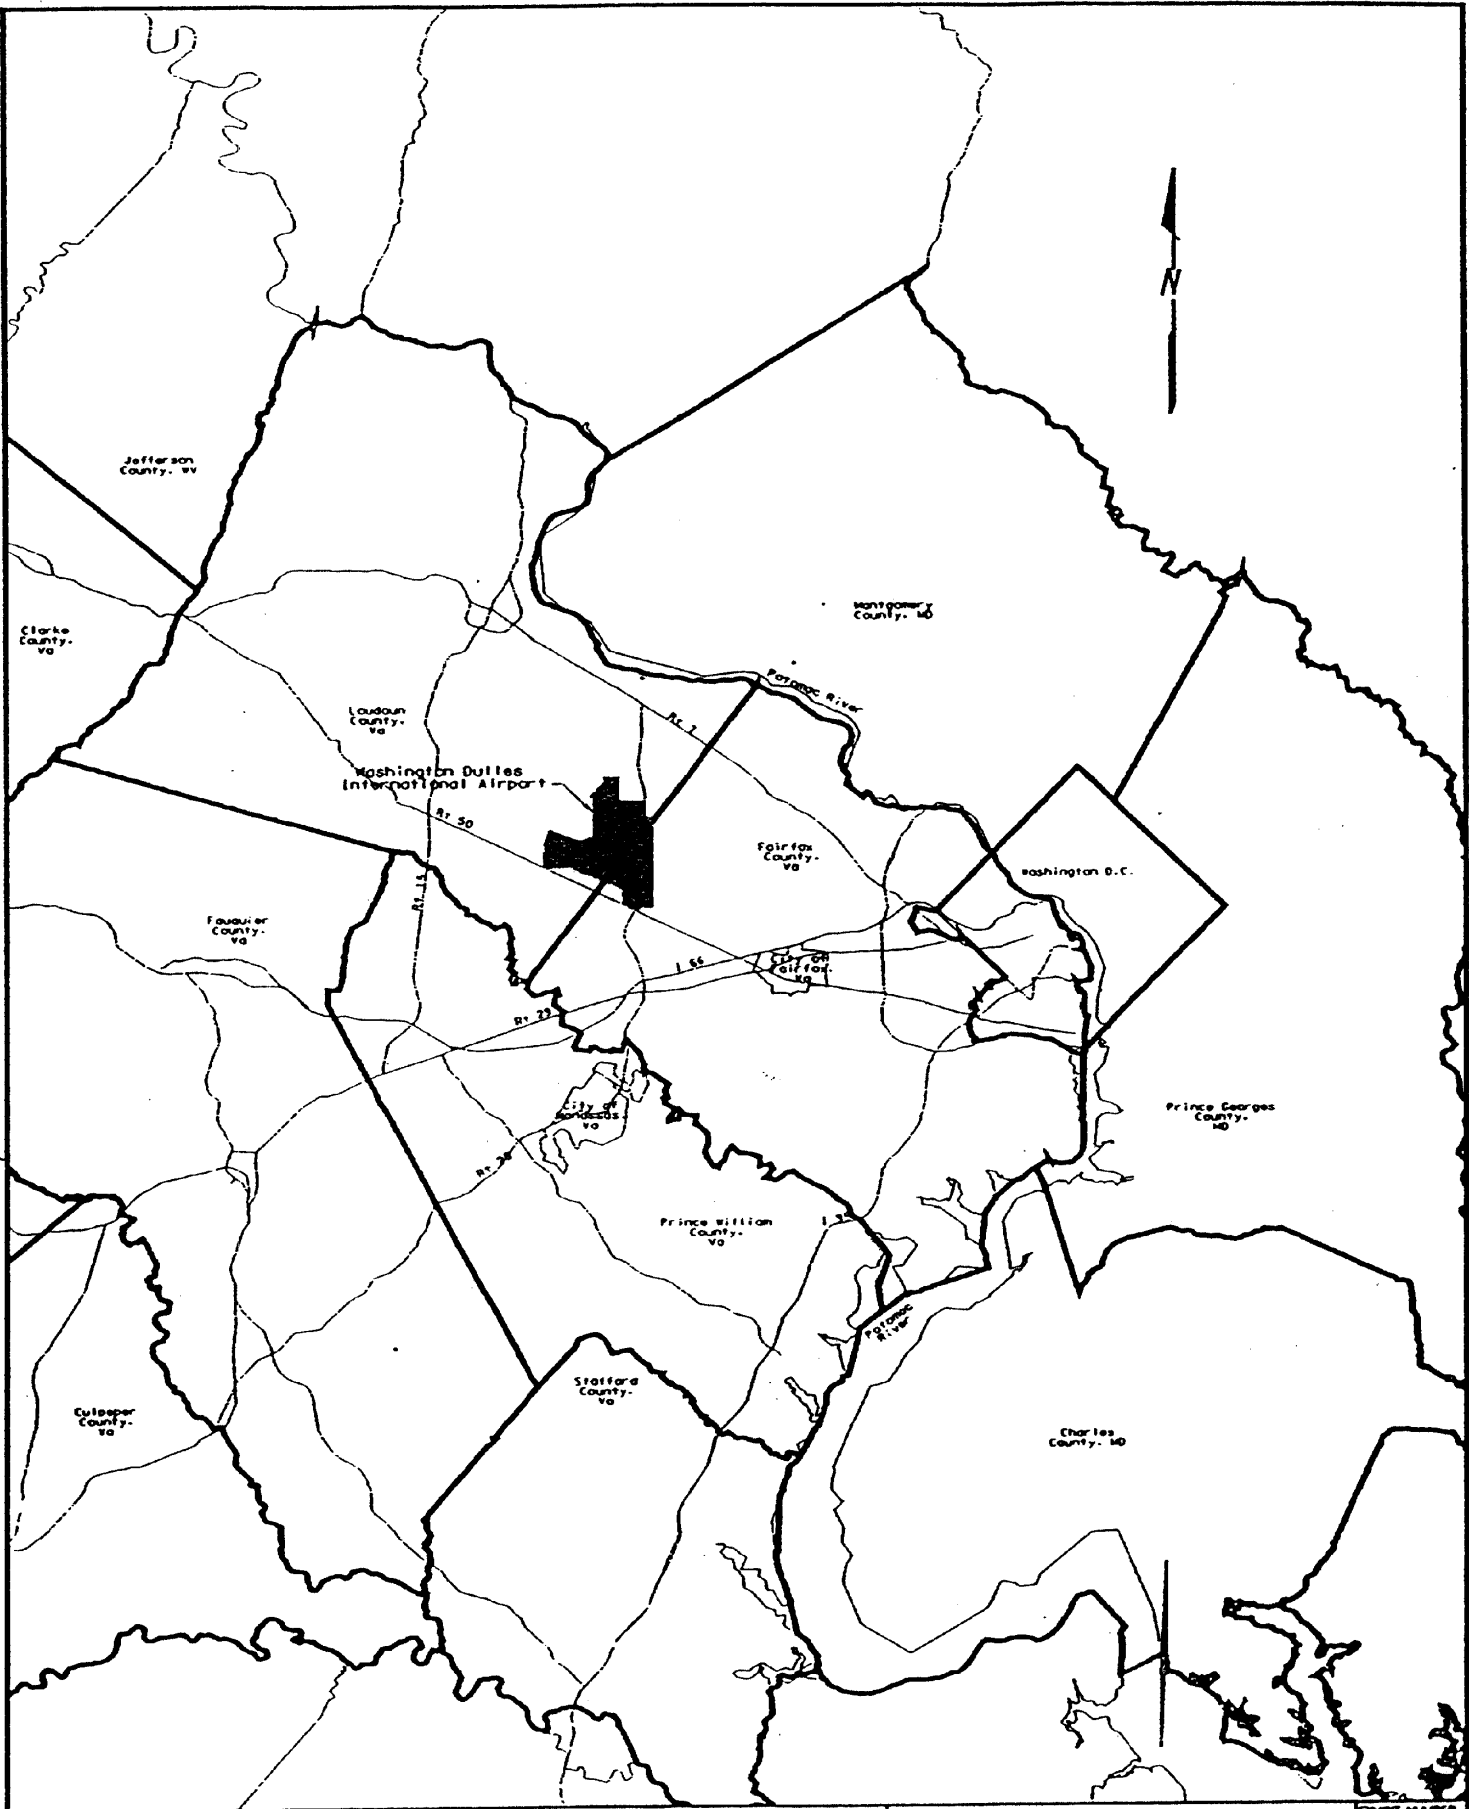 N
Jefferson
County, WV
Montgomery
County, MD
Clarke
County,
Va
Potomac River
Loudoun
County,
Va
Rt 7
Washington Dulles
International Airport
Rt 50
Fairfax
County,
Va
Washington D.C.
Rt 15
Fauquier
County,
Va
I 66
City of
Fairfax,
Va
Rt 29
City of
Manassas,
Va
Prince Georges
County,
MD
Rt 28
Prince William
County,
Va
I 95
Potomac
River
Stafford
County,
Va
Culpeper
County,
Va
Charles
County, MD